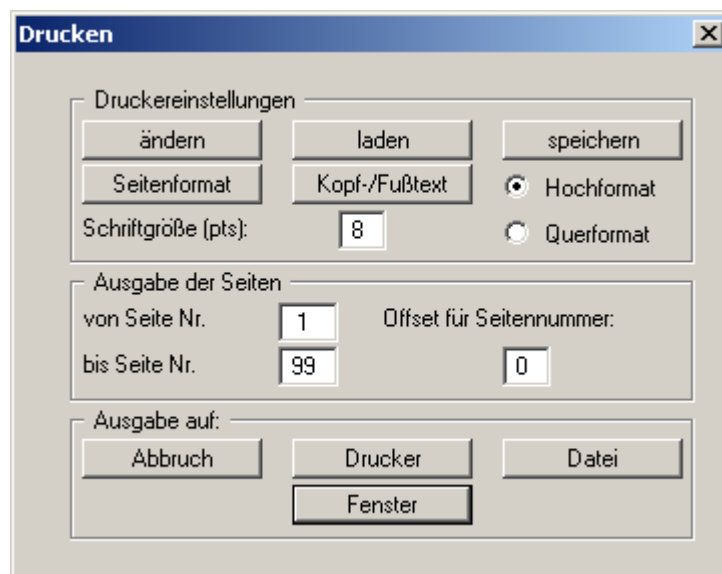 Drucken
Druckereinstellungen
ändern laden speichern
Seitenformat Kopf-/Fußtext Hochformat
Schriftgröße (pts): 8 Querformat
Ausgabe der Seiten
von Seite Nr. 1 Offset für Seitennummer:
bis Seite Nr. 99 0
Ausgabe auf:
Abbruch Drucker Datei
Fenster